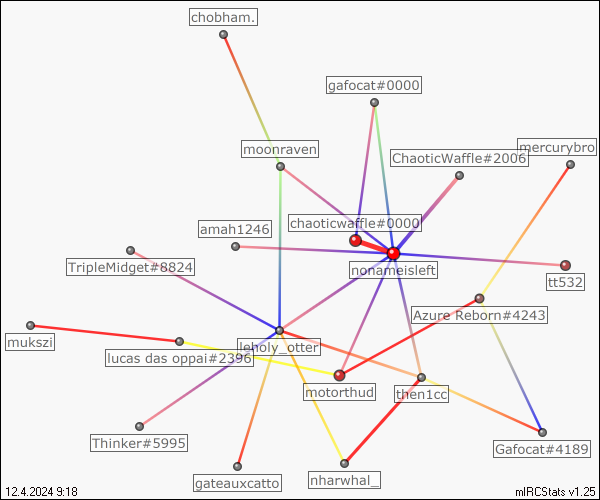 chobham.
gafocat#0000
mercurybro
moonraven
ChaoticWaffle#2006
chaoticwaffle#0000
amah1246
TripleMidget#8824
nonameisleft
tt532
Azure Reborn#4243
mukszi
lsholy_otter
lucas das oppai#2396
motorthud
then1cc
Thinker#5995
Gafocat#4189
gateauxcatto
nharwhal_
12.4.2024 9:18
mIRCStats v1.25